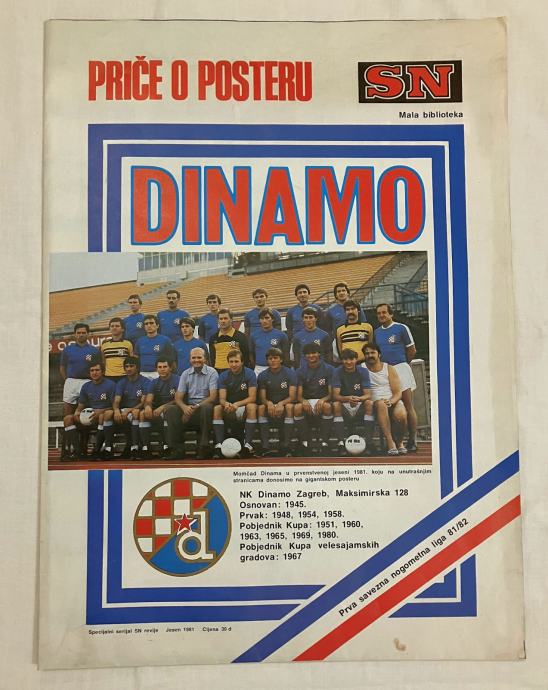 PRIČE O POSTERU
SN
Mala biblioteka
DINAMO
Momčad Dinama u prvenstvenoj jeseni 1981. koju na unutrašnjim
stranicama donosimo na gigantskom posteru
NK Dinamo Zagreb, Maksimirska 128
Osnovan: 1945.
Prvak: 1948, 1954, 1958.
Pobjednik Kupa: 1951, 1960,
1963, 1965, 1969, 1980.
Pobjednik Kupa velesajamskih
gradova: 1967
d
Prva savezna nogometna liga 81/82
Specijalni serijal SN revije Jesen 1981 Cijena 35 d